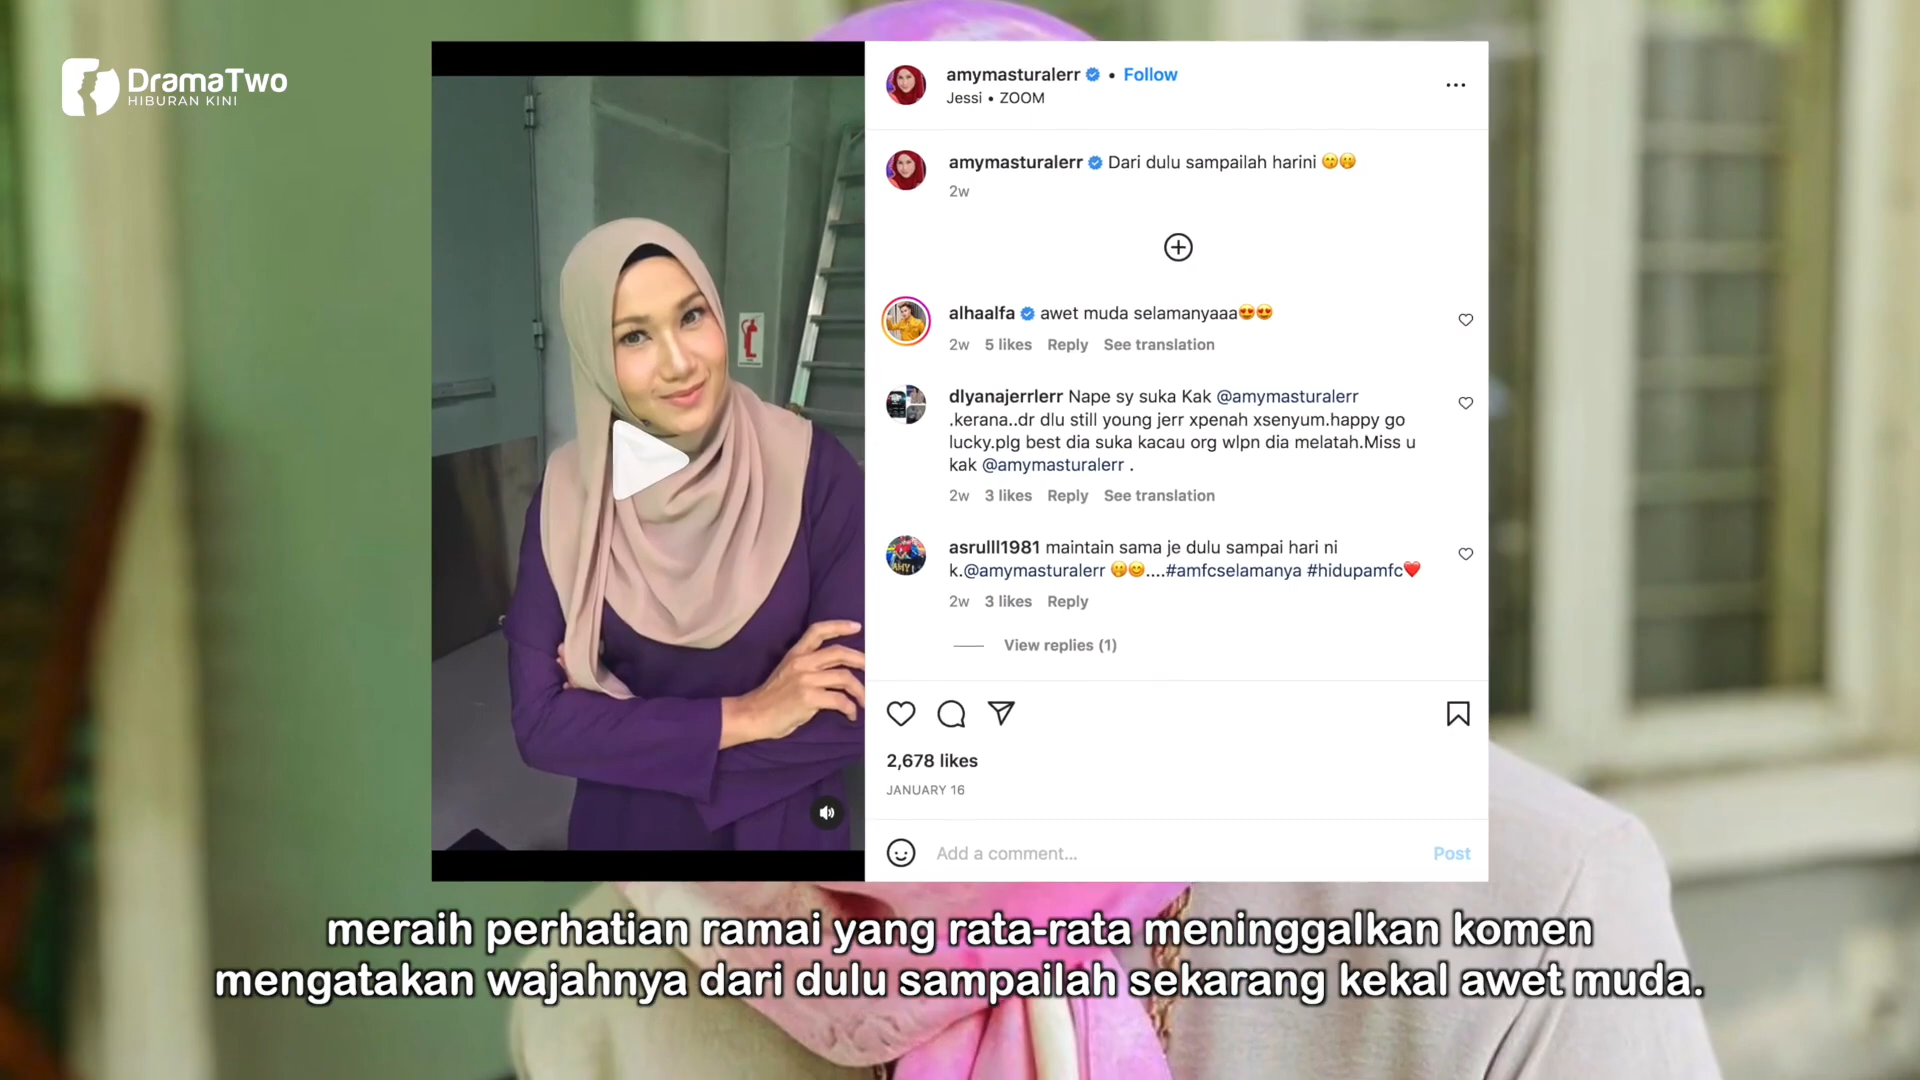 DramaTwo
HIBURAN KINI
amymasturalerr • Follow
Jessi • ZOOM
amymasturalerr Dari dulu sampailah harini 🤭🤭
2w
alhaalfa awet muda selamanyaaa😍😍
2w 5 likes Reply See translation
dlyanajerrlerr Nape sy suka Kak @amymasturalerr
.kerana..dr dlu still young jerr xpenah xsenyum.happy go
lucky.plg best dia suka kacau org wlpn dia melatah.Miss u
kak @amymasturalerr .
2w 3 likes Reply See translation
asrulll1981 maintain sama je dulu sampai hari ni
k.@amymasturalerr 🤭😊....#amfcselamanya #hidupamfc❤️
2w 3 likes Reply
View replies (1)
2,678 likes
JANUARY 16
Add a comment... Post
meraih perhatian ramai yang rata-rata meninggalkan komen
mengatakan wajahnya dari dulu sampailah sekarang kekal awet muda.